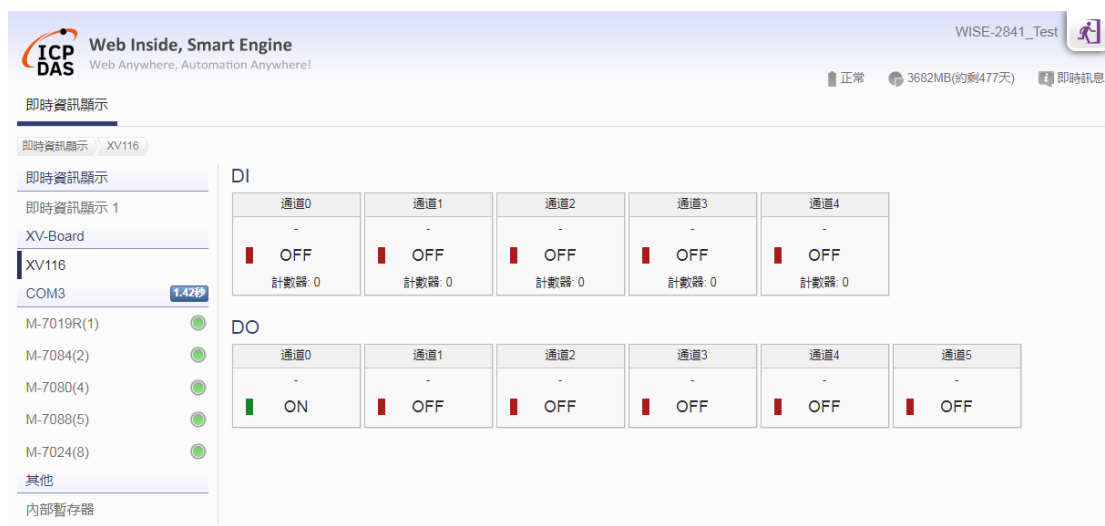 WISE-2841_Test
ICP DAS
Web Inside, Smart Engine
Web Anywhere, Automation Anywhere!
正常 3682MB(約剩477天) 即時訊息
即時資訊顯示
即時資訊顯示 XV116
即時資訊顯示
即時資訊顯示 1
XV-Board
XV116
COM3 1.42秒
M-7019R(1)
M-7084(2)
M-7080(4)
M-7088(5)
M-7024(8)
其他
內部暫存器
DI
通道0 通道1 通道2 通道3 通道4
- - - - -
OFF OFF OFF OFF OFF
計數器: 0 計數器: 0 計數器: 0 計數器: 0 計數器: 0
DO
通道0 通道1 通道2 通道3 通道4 通道5
- - - - - -
ON OFF OFF OFF OFF OFF